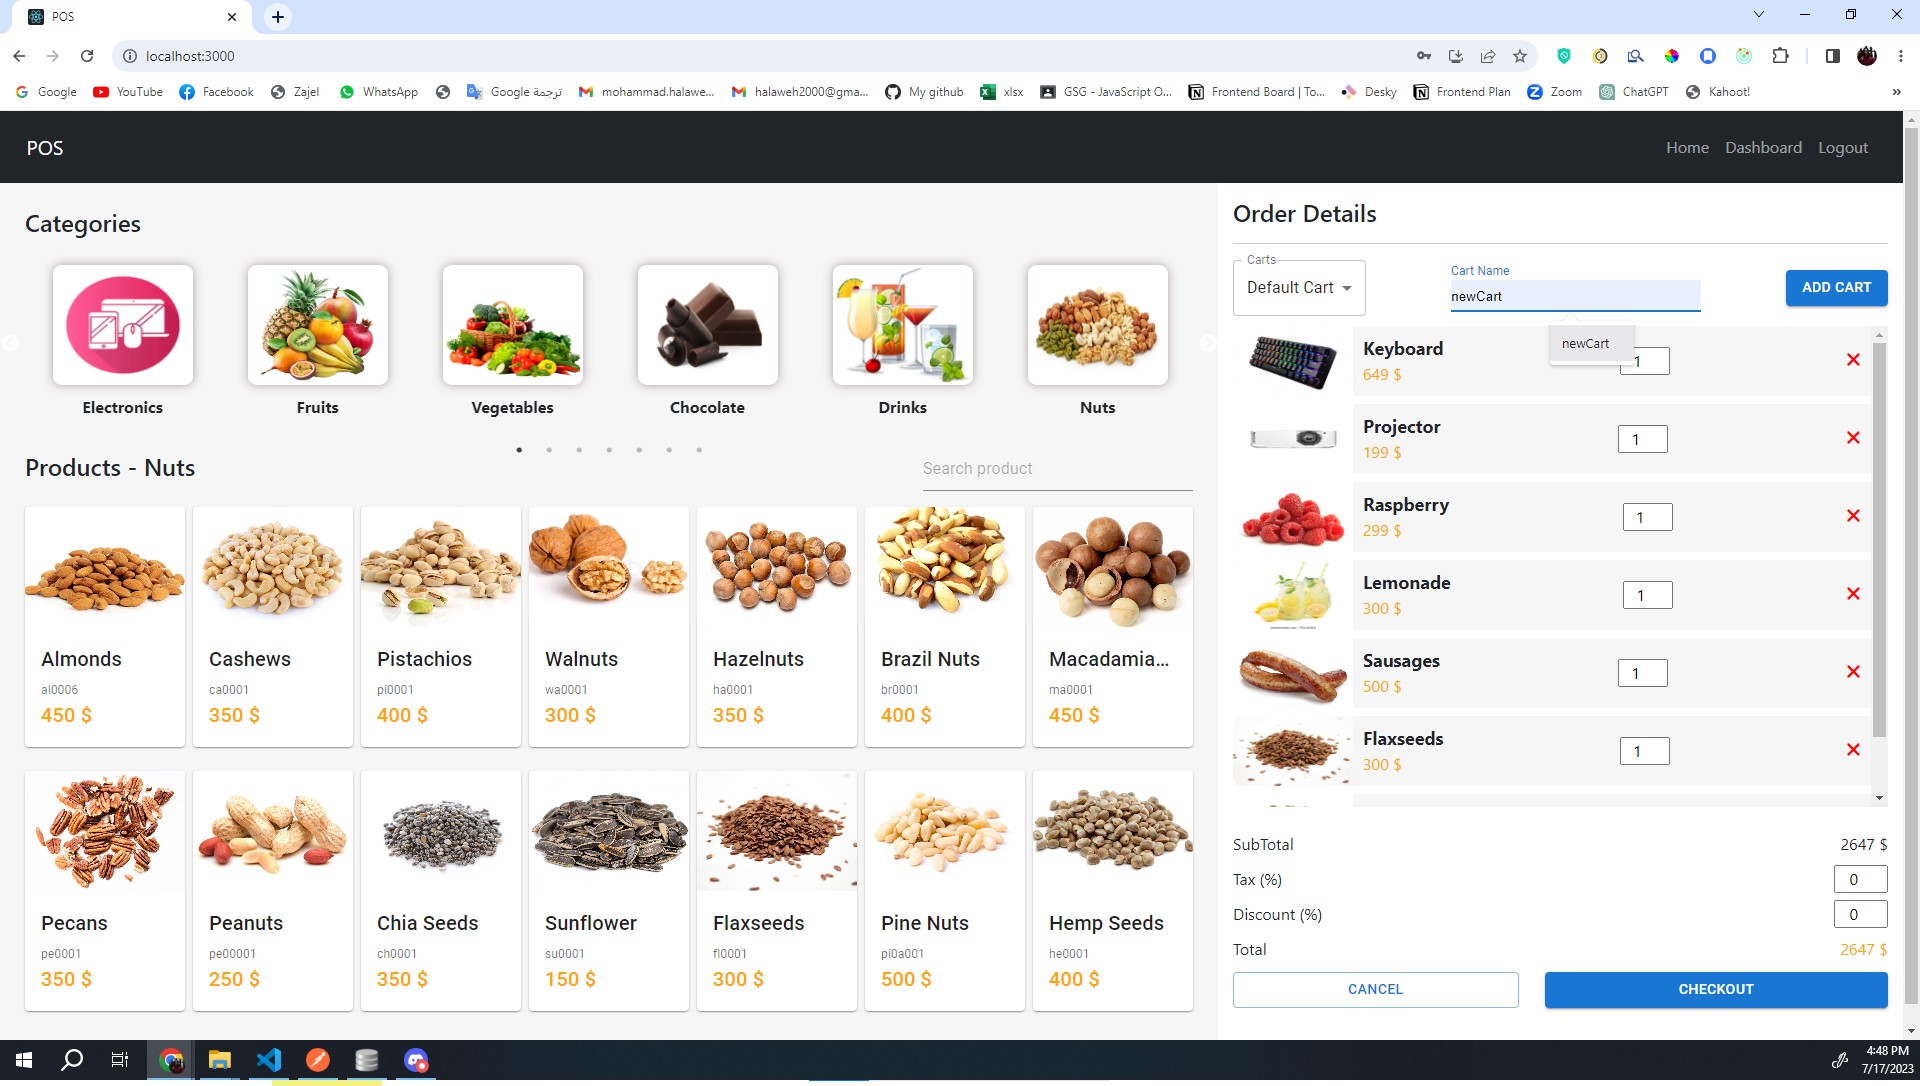 POS
localhost:3000
Google
YouTube
Facebook
Zajel
WhatsApp
Google ترجمة
mohammad.halawe...
halaweh2000@gma...
My github
xlsx
GSG - JavaScript O...
Frontend Board | To...
Desky
Frontend Plan
Zoom
ChatGPT
Kahoot!
»
POS
Home
Dashboard
Logout
Categories
Electronics
Fruits
Vegetables
Chocolate
Drinks
Nuts
Products - Nuts
Search product
Almonds
al0006
450 $
Cashews
ca0001
350 $
Pistachios
pi0001
400 $
Walnuts
wa0001
300 $
Hazelnuts
ha0001
350 $
Brazil Nuts
br0001
400 $
Macadamia...
ma0001
450 $
Pecans
pe0001
350 $
Peanuts
pe00001
250 $
Chia Seeds
ch0001
350 $
Sunflower
su0001
150 $
Flaxseeds
fl0001
300 $
Pine Nuts
pi0a001
500 $
Hemp Seeds
he0001
400 $
Order Details
Carts
Default Cart
Cart Name
newCart
ADD CART
newCart
Keyboard
649 $
1
Projector
199 $
1
Raspberry
299 $
1
Lemonade
300 $
1
Sausages
500 $
1
Flaxseeds
300 $
1
SubTotal
2647 $
Tax (%)
0
Discount (%)
0
Total
2647 $
CANCEL
CHECKOUT
4:48 PM
7/17/2023